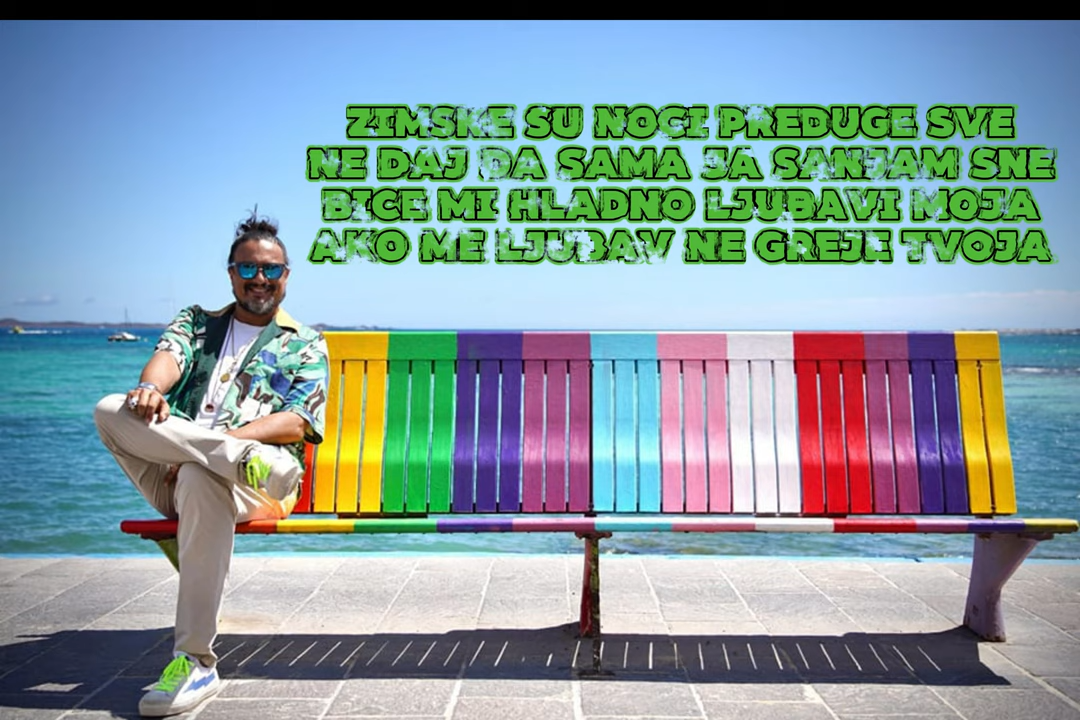 ZIMSKE SU NOCI PREDUGE SVE
NE DAJ DA SAMA JA SANJAM SNE
BICE MI HLADNO LJUBAVI MOJA
AKO ME LJUBAV NE GREJE TVOJA